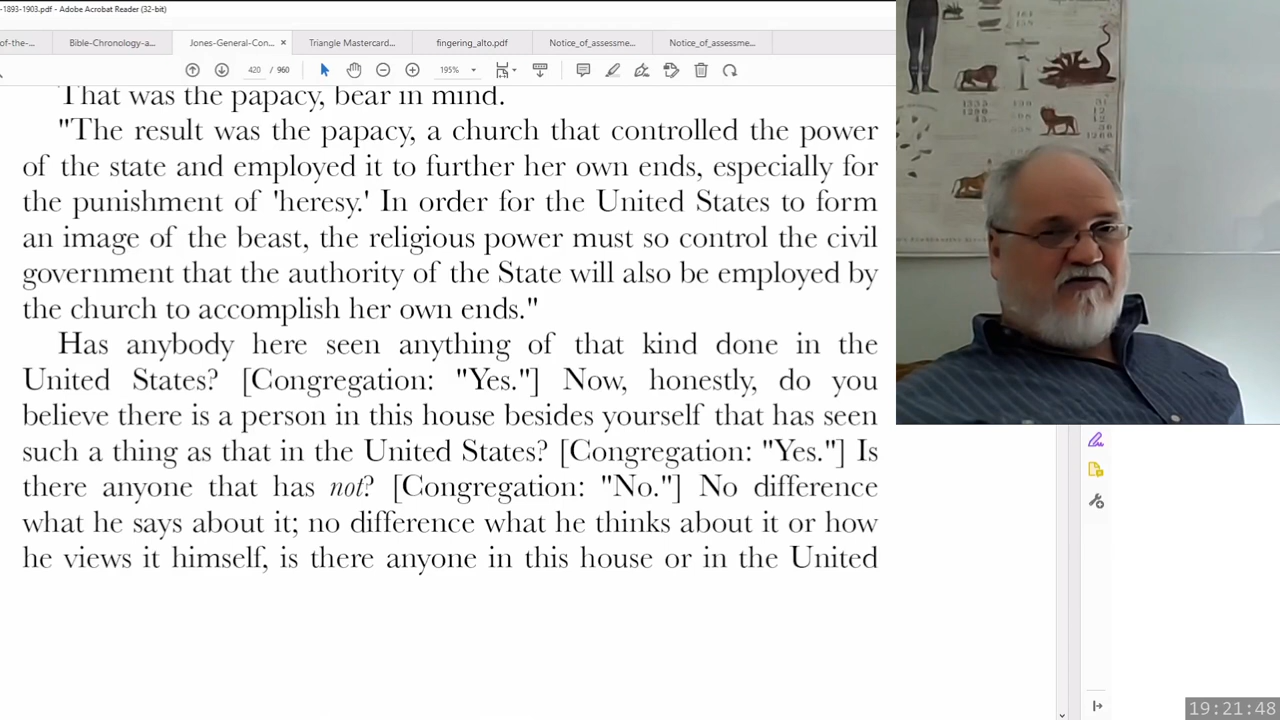 -1893-1903.pdf - Adobe Acrobat Reader (32-bit)
of-the-... Bible-Chronology-a... Jones-General-Con... × Triangle Mastercard... fingering_alto.pdf Notice_of_assessme... Notice_of_assessme...
420 / 960 195%
That was the papacy, bear in mind.
"The result was the papacy, a church that controlled the power
of the state and employed it to further her own ends, especially for
the punishment of 'heresy.' In order for the United States to form
an image of the beast, the religious power must so control the civil
government that the authority of the State will also be employed by
the church to accomplish her own ends."
Has anybody here seen anything of that kind done in the
United States? [Congregation: "Yes."] Now, honestly, do you
believe there is a person in this house besides yourself that has seen
such a thing as that in the United States? [Congregation: "Yes."] Is
there anyone that has not? [Congregation: "No."] No difference
what he says about it; no difference what he thinks about it or how
he views it himself, is there anyone in this house or in the United
1335
1290
45
19:21:48